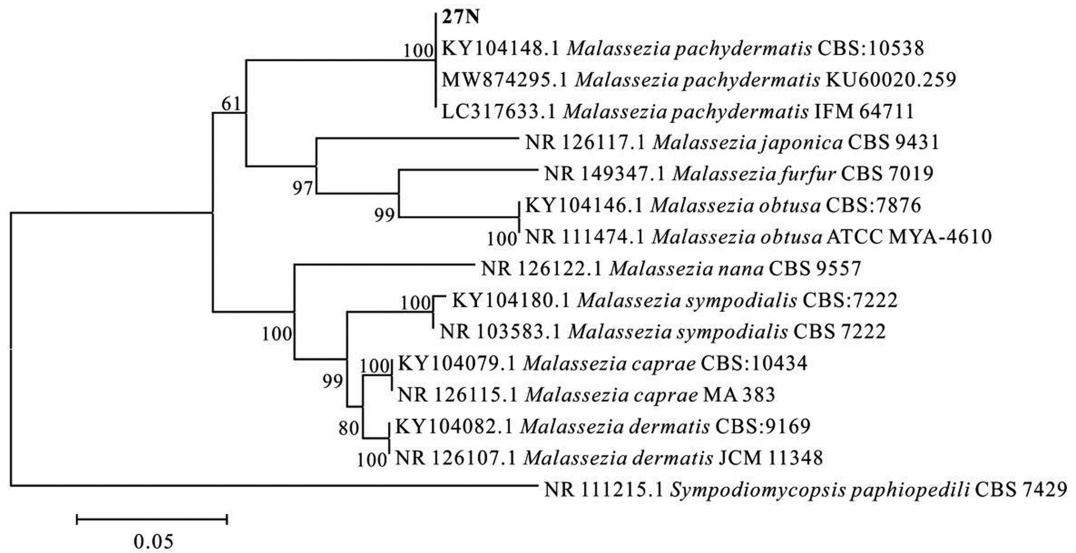 27N
100
KY104148.1 Malassezia pachydermatis CBS:10538
MW874295.1 Malassezia pachydermatis KU60020.259
61
LC317633.1 Malassezia pachydermatis IFM 64711
NR 126117.1 Malassezia japonica CBS 9431
97
NR 149347.1 Malassezia furfur CBS 7019
99
KY104146.1 Malassezia obtusa CBS:7876
100
NR 111474.1 Malassezia obtusa ATCC MYA-4610
NR 126122.1 Malassezia nana CBS 9557
100
100
KY104180.1 Malassezia sympodialis CBS:7222
NR 103583.1 Malassezia sympodialis CBS 7222
99
100
KY104079.1 Malassezia caprae CBS:10434
NR 126115.1 Malassezia caprae MA 383
80
KY104082.1 Malassezia dermatis CBS:9169
100
NR 126107.1 Malassezia dermatis JCM 11348
NR 111215.1 Sympodiomycopsis paphiopedili CBS 7429
0.05